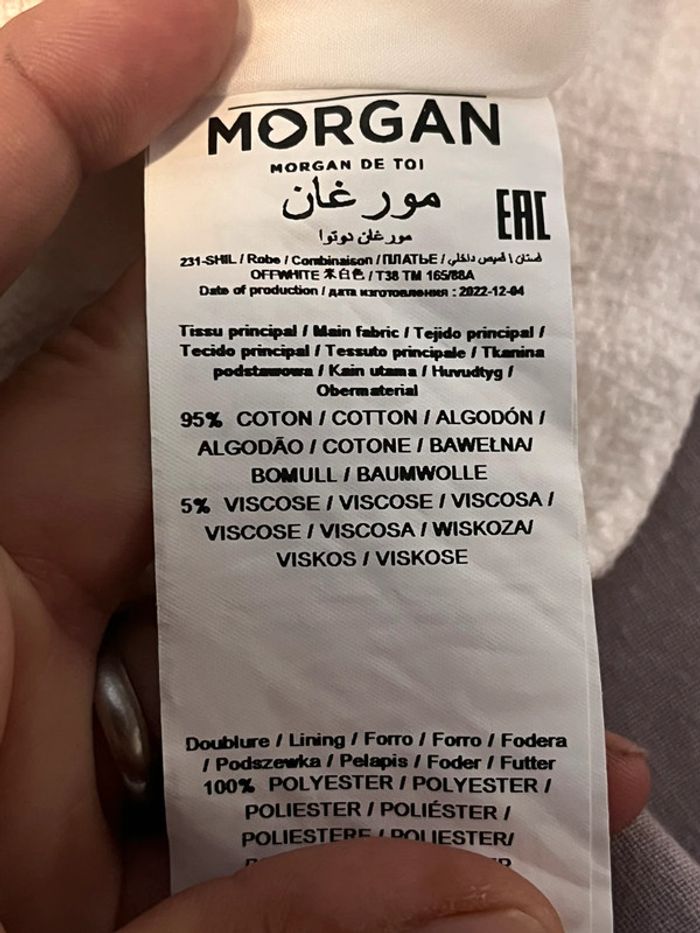 MORGAN
MORGAN DE TOI
مورغان
مورغان دوتوا
EAC
231-SHIL / Robe / Combinaison / ПЛАТЬЕ / فستان | قميص داخلي
OFFWHITE 本白色 / T38 TM 165/88A
Date of production / дата изготовления : 2022-12-04
Tissu principal / Main fabric / Tejido principal /
Tecido principal / Tessuto principale / Tkanina
podstawowa / Kain utama / Huvudtyg /
Obermaterial
95% COTON / COTTON / ALGODÓN /
ALGODÃO / COTONE / BAWEŁNA/
BOMULL / BAUMWOLLE
5% VISCOSE / VISCOSE / VISCOSA /
VISCOSE / VISCOSA / WISKOZA/
VISKOS / VISKOSE
Doublure / Lining / Forro / Forro / Fodera
/ Podszewka / Pelapis / Foder / Futter
100% POLYESTER / POLYESTER /
POLIESTER / POLIÉSTER /
POLIESTERE / POLIESTER/